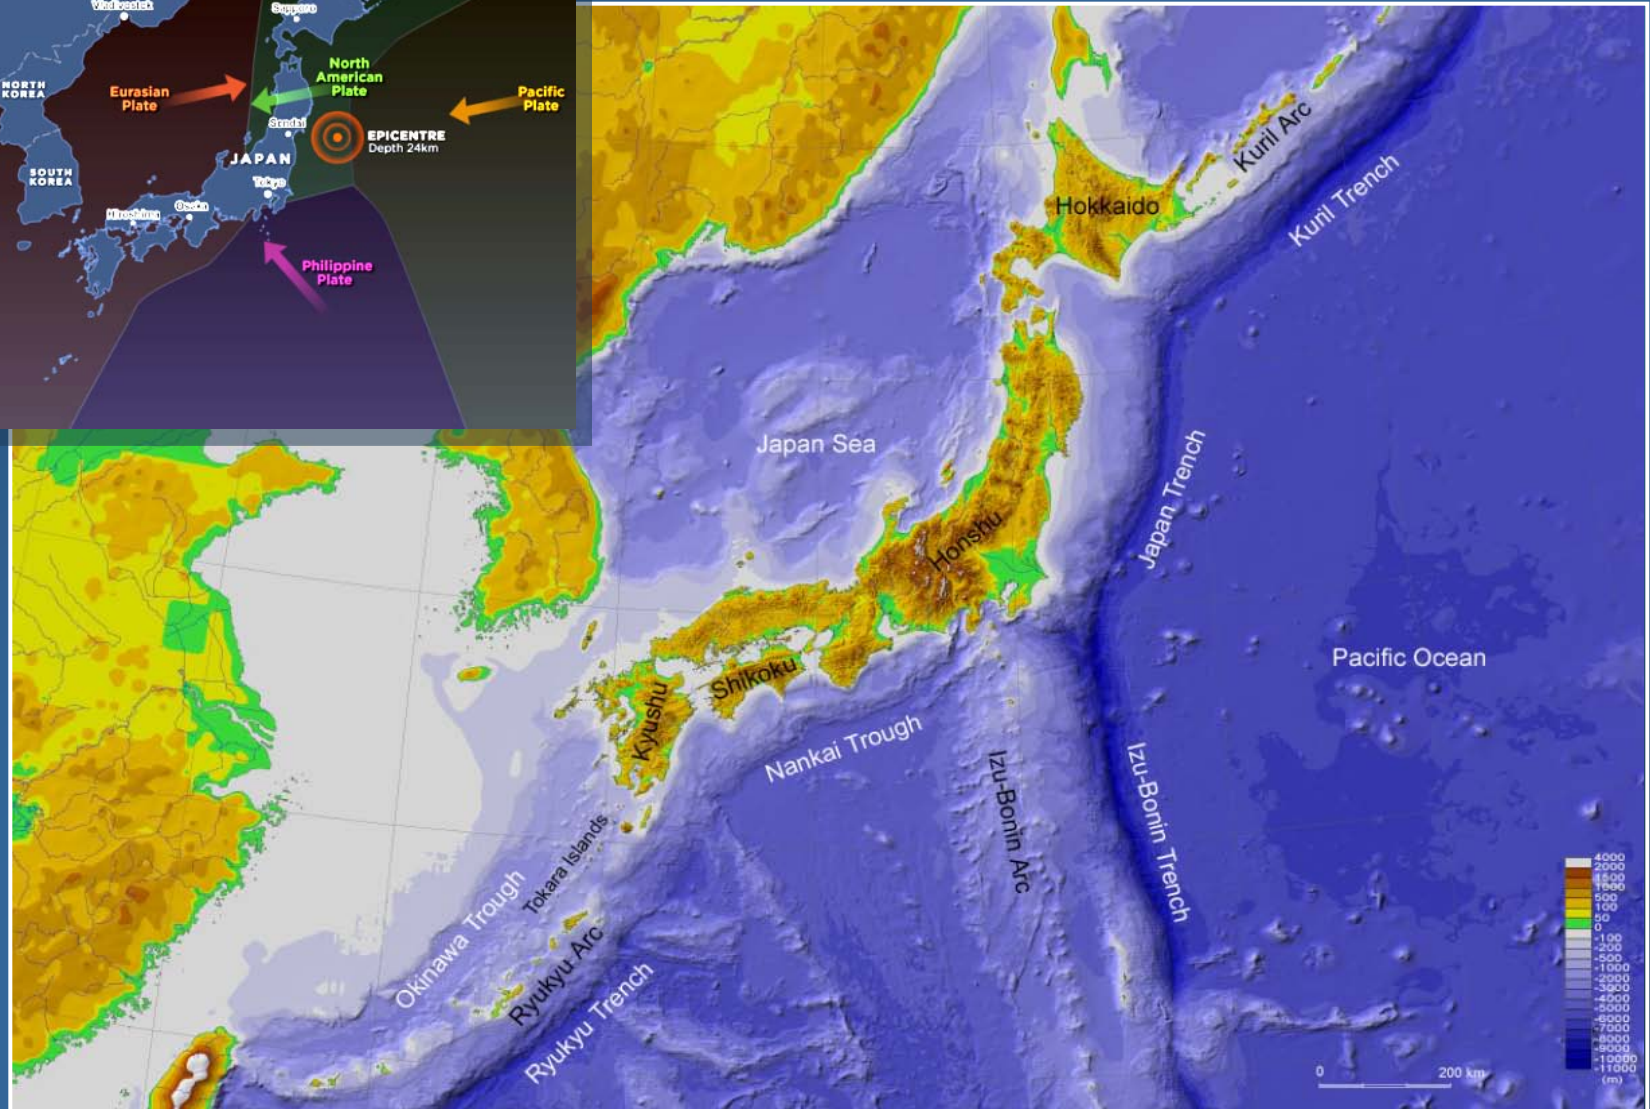 Vladivostok
Sapporo
NORTH
KOREA
Eurasian
Plate
North
American
Plate
Pacific
Plate
Sendai
EPICENTRE
Depth 24km
JAPAN
SOUTH
KOREA
Tokyo
Osaka
Hiroshima
Philippine
Plate
Kuril Arc
Kuril Trench
Hokkaido
Japan Sea
Japan Trench
Honshu
Pacific Ocean
Shikoku
Kyushu
Nankai Trough
Izu-Bonin Arc
Izu-Bonin Trench
Tokara Islands
Okinawa Trough
Ryukyu Arc
Ryukyu Trench
4000
2000
1500
1000
500
100
50
0
-100
-200
-500
-1000
-2000
-3000
-4000
-5000
-6000
-7000
-8000
-9000
-10000
-11000
(m)
0 200 km